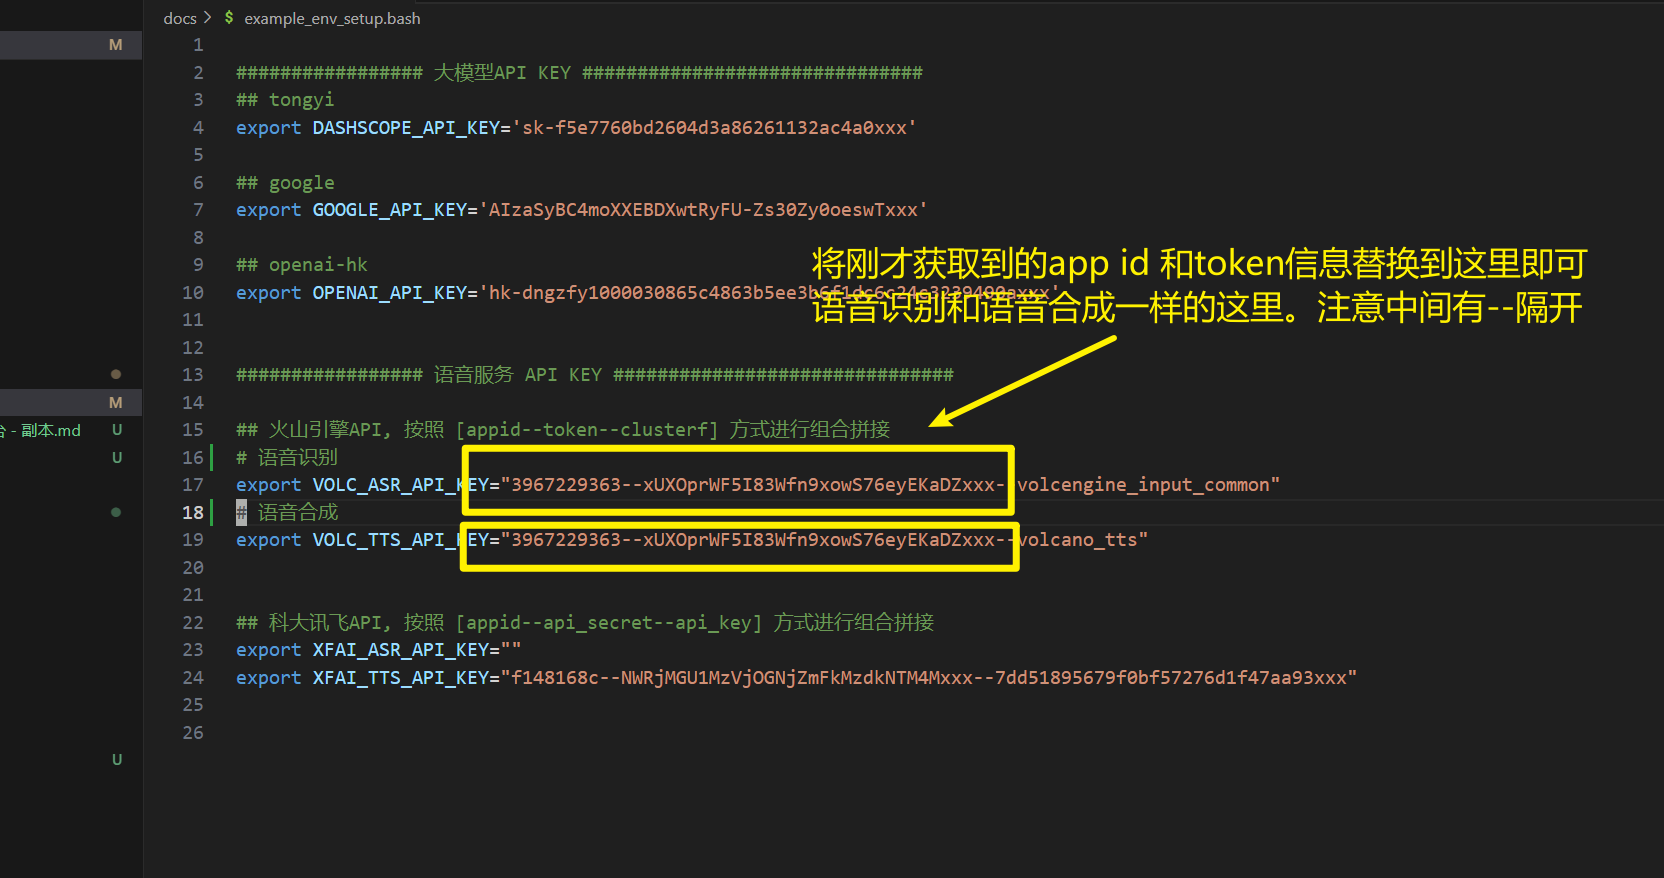 docs > $ example_env_setup.bash
M
1
2 ################# 大模型API KEY ###############################
3 ## tongyi
4 export DASHSCOPE_API_KEY='sk-f5e7760bd2604d3a86261132ac4a0xxx'
5
6 ## google
7 export GOOGLE_API_KEY='AIzaSyBC4moXXEBDXwtRyFU-Zs30Zy0oeswTxxx'
8
将刚才获取到的app id 和token信息替换到这里即可
9 ## openai-hk
10 export OPENAI_API_KEY='hk-dngzfy1000030865c4863b5ee3b6f1dc6c24c3239400axxx'
语音识别和语音合成一样的这里。注意中间有--隔开
11
12
13 ################# 语音服务 API KEY ###############################
M
14
台 - 副本.md U
15 ## 火山引擎API, 按照 [appid--token--clusterf] 方式进行组合拼接
U
16 # 语音识别
17 export VOLC_ASR_API_KEY="3967229363--xUXOprWF5I83Wfn9xowS76eyEKaDZxxx--volcengine_input_common"
18 # 语音合成
19 export VOLC_TTS_API_KEY="3967229363--xUXOprWF5I83Wfn9xowS76eyEKaDZxxx--volcano_tts"
20
21
22 ## 科大讯飞API, 按照 [appid--api_secret--api_key] 方式进行组合拼接
23 export XFAI_ASR_API_KEY=""
24 export XFAI_TTS_API_KEY="f148168c--NWRjMGU1MzVjOGNjZmFkMzdkNTM4Mxxx--7dd51895679f0bf57276d1f47aa93xxx"
25
26
U